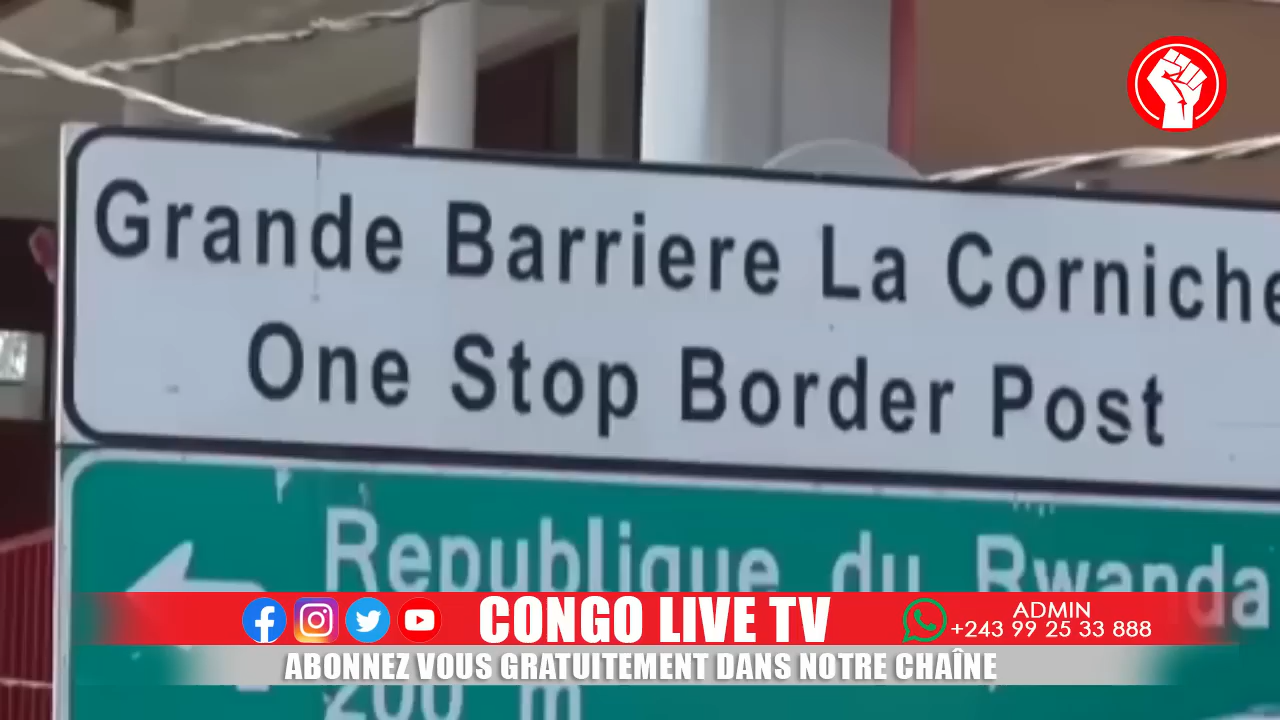 Grande Barriere La Corniche
One Stop Border Post
Republique du Rwanda
CONGO LIVE TV
ADMIN
+243 99 25 33 888
ABONNEZ VOUS GRATUITEMENT DANS NOTRE CHAÎNE
200 m